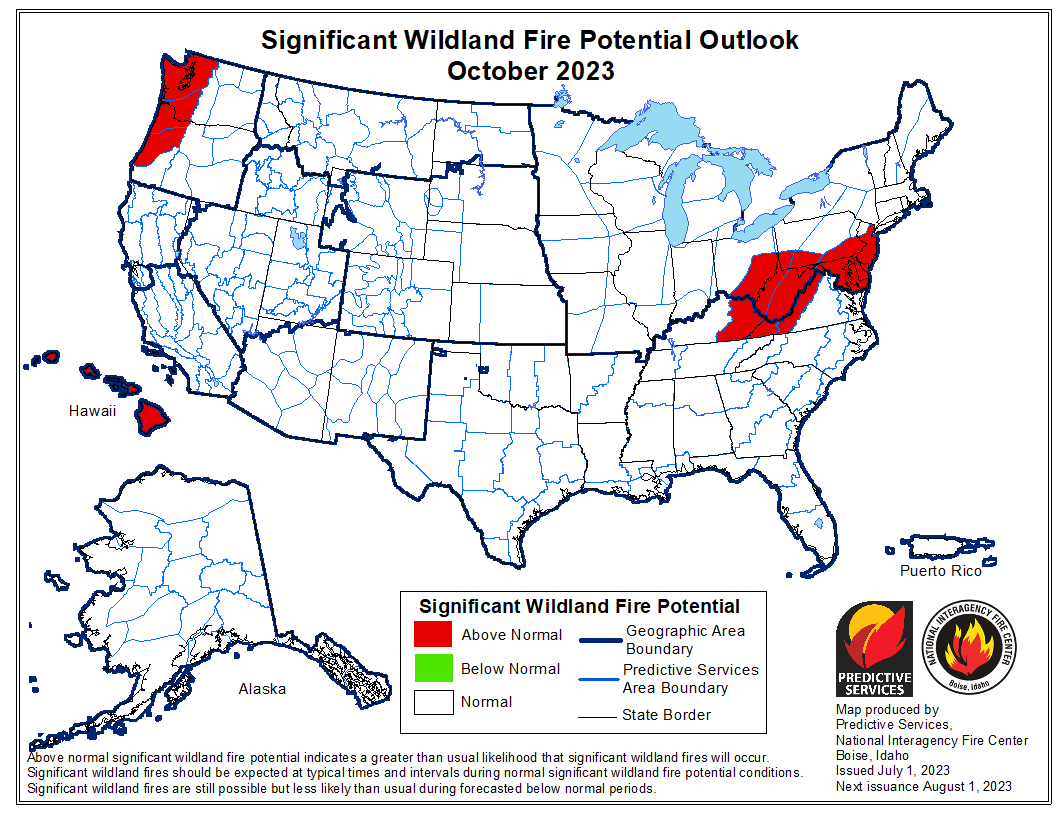 Significant Wildland Fire Potential Outlook
October 2023
Hawaii
Alaska
Puerto Rico
Significant Wildland Fire Potential
Above Normal
Below Normal
Normal
Geographic Area
Boundary
Predictive Services
Area Boundary
State Border
PREDICTIVE
SERVICES
NATIONAL INTERAGENCY FIRE CENTER
Boise, Idaho
Map produced by
Predictive Services,
National Interagency Fire Center
Boise, Idaho
Issued July 1, 2023
Next issuance August 1, 2023
Above normal significant wildland fire potential indicates a greater than usual likelihood that significant wildland fires will occur.
Significant wildland fires should be expected at typical times and intervals during normal significant wildland fire potential conditions.
Significant wildland fires are still possible but less likely than usual during forecasted below normal periods.